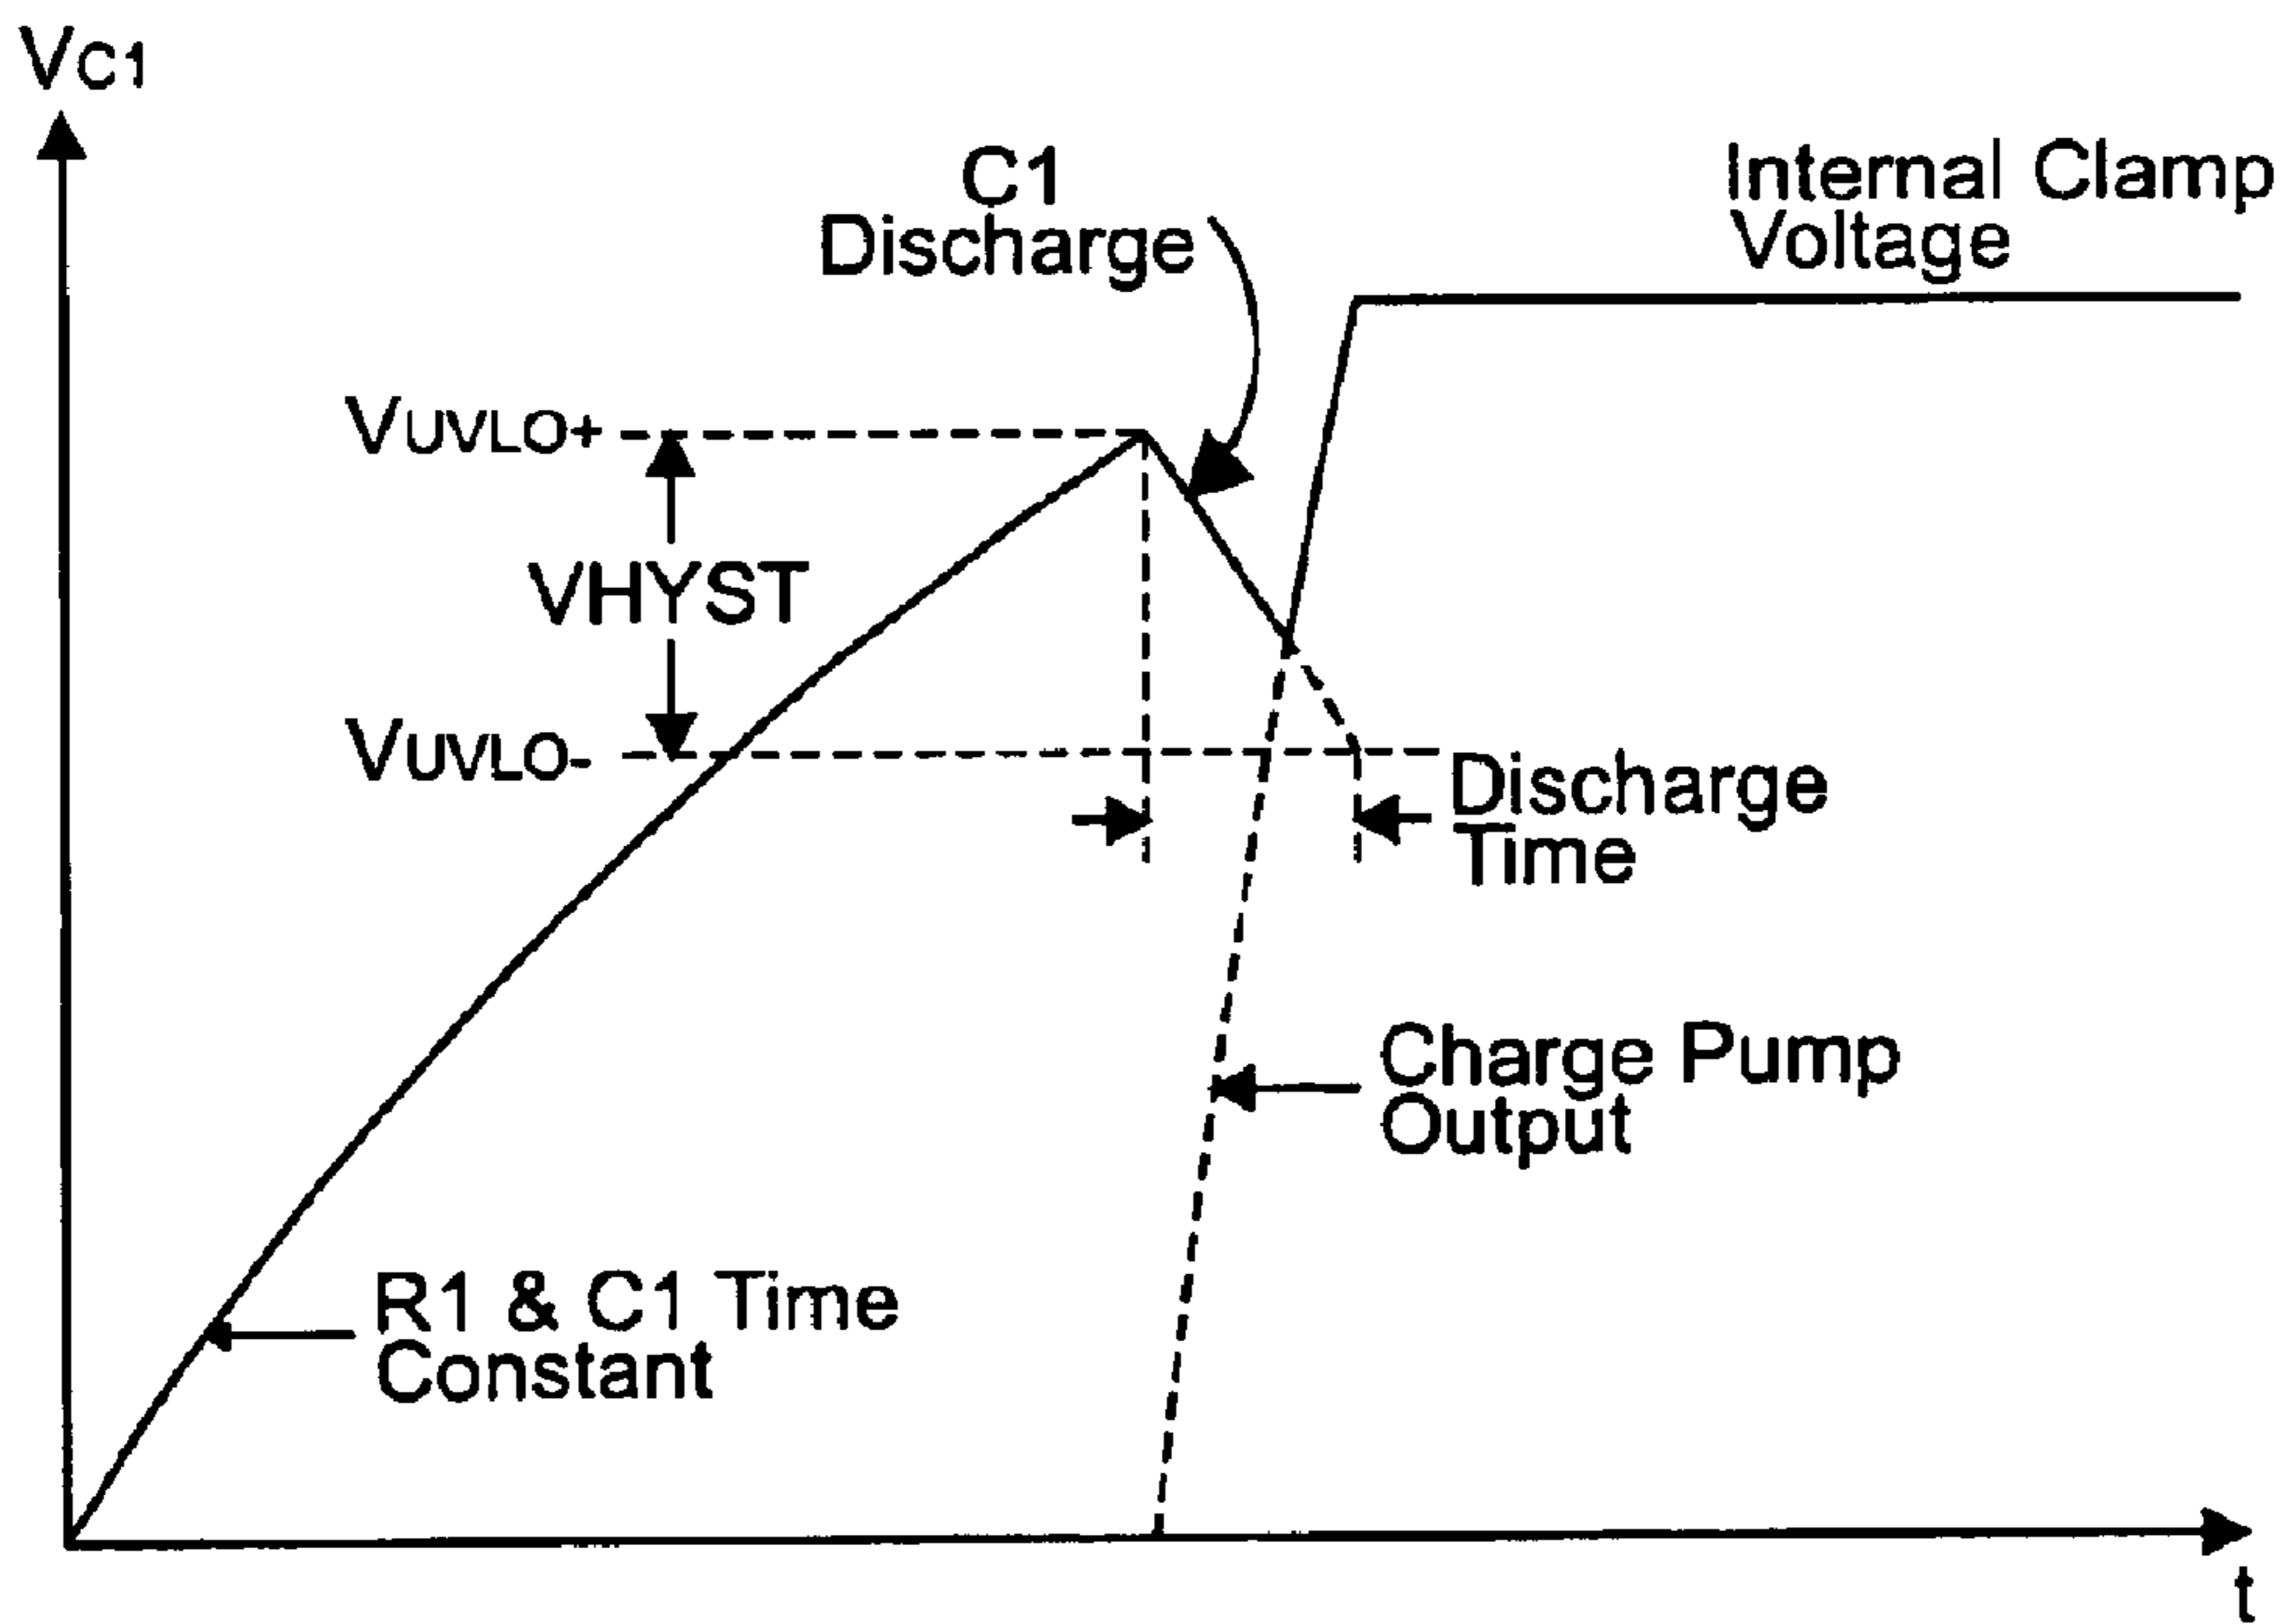 VC1
C1
Discharge
Internal Clamp
Voltage
VUVLO+
VHYST
VUVLO-
Discharge
Time
Charge Pump
Output
R1 & C1 Time
Constant
t